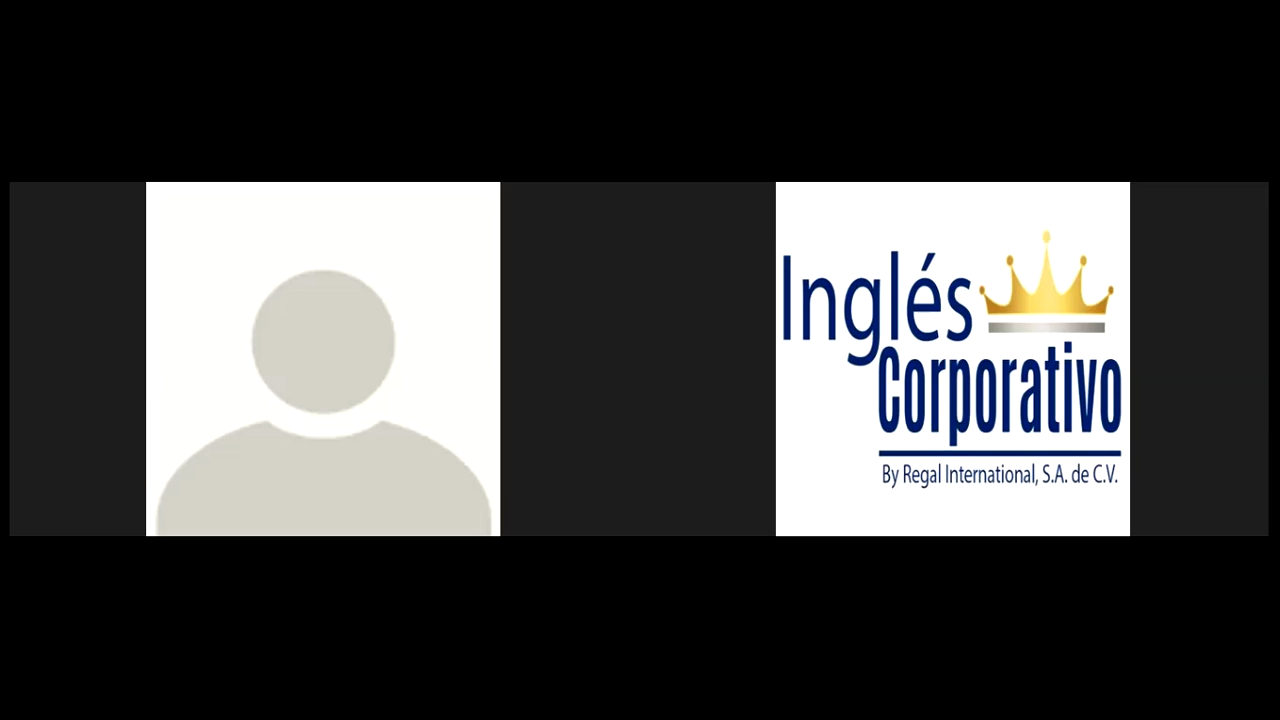 Inglés
Corporativo
By Regal International, S.A. de C.V.